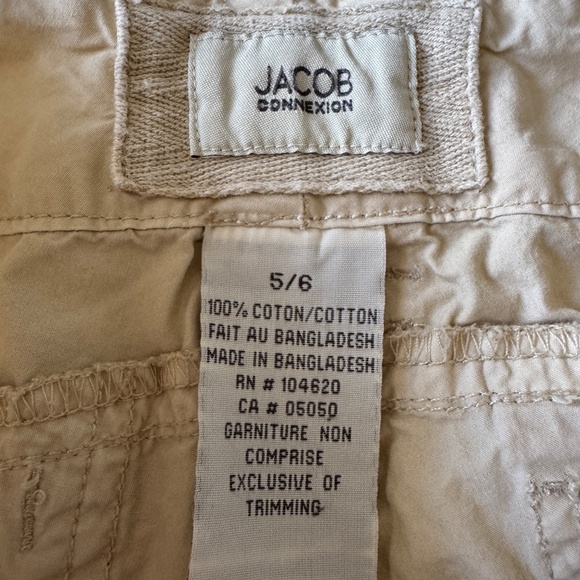 JACOB
CONNEXION
5/6
100% COTON/COTTON
FAIT AU BANGLADESH
MADE IN BANGLADESH
RN # 104620
CA # 05050
GARNITURE NON
COMPRISE
EXCLUSIVE OF
TRIMMING